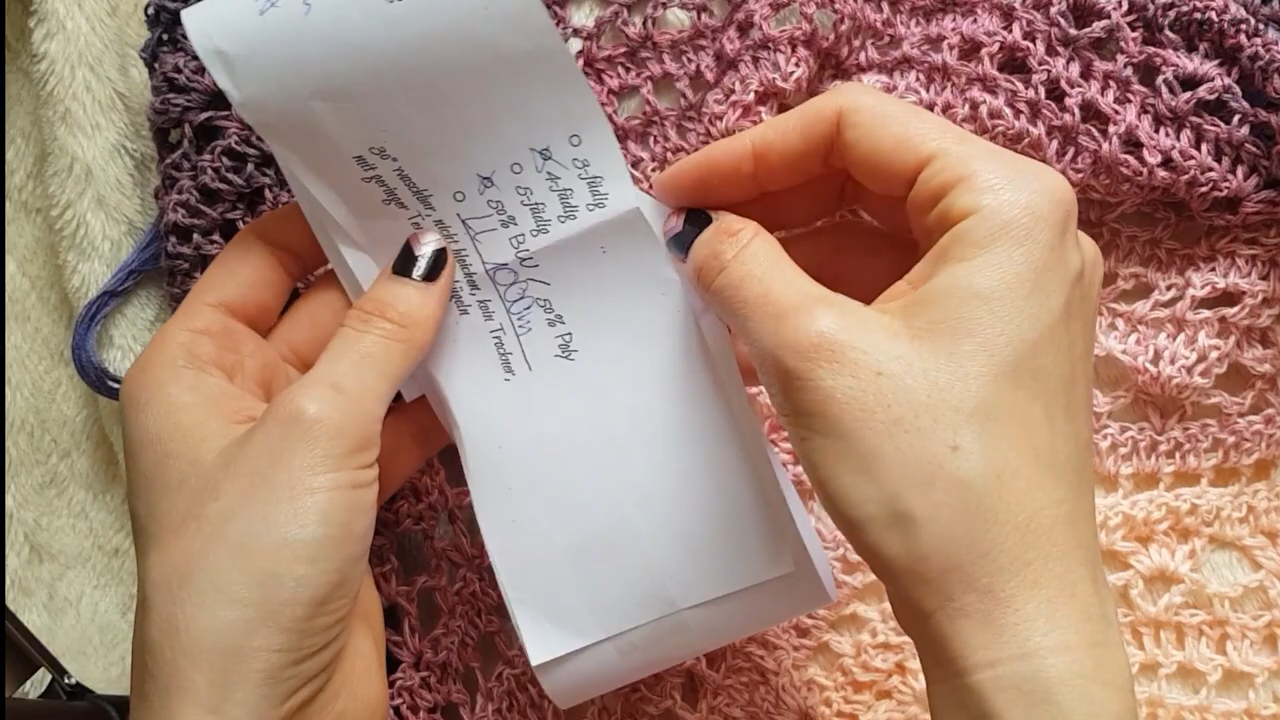 3-fädig
4-fädig
5-fädig
50% BW / 50% Poly
LL 1000m
30° waschbar, nicht bleichen, kein Trockner,
mit geringer bügeln